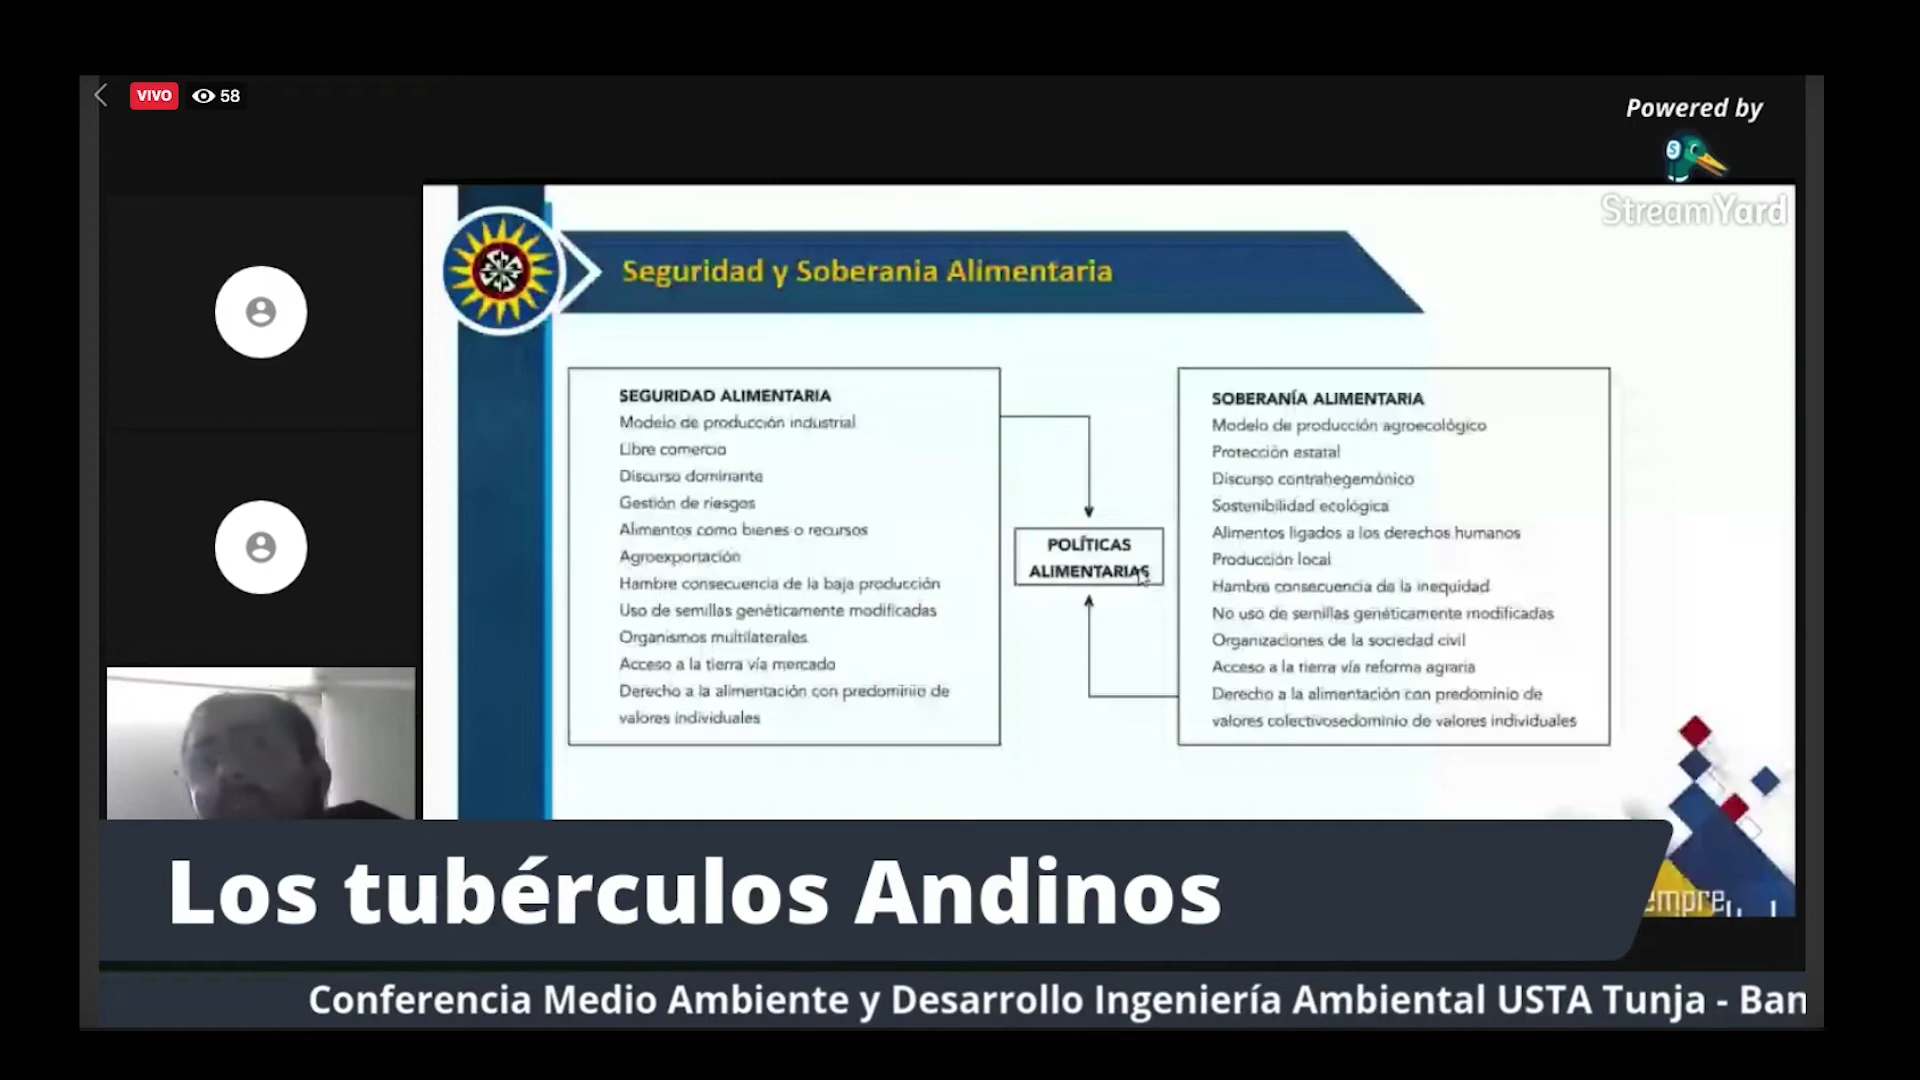 VIVO
58
Powered by
StreamYard
Seguridad y Soberania Alimentaria
SEGURIDAD ALIMENTARIA
Modelo de producción industrial
Libre comercio
Discurso dominante
Gestión de riesgos
Alimentos como bienes o recursos
Agroexportación
Hambre consecuencia de la baja producción
Uso de semillas genéticamente modificadas
Organismos multilaterales
Acceso a la tierra vía mercado
Derecho a la alimentación con predominio de
valores individuales
POLÍTICAS
ALIMENTARIAS
SOBERANÍA ALIMENTARIA
Modelo de producción agroecológico
Protección estatal
Discurso contrahegemónico
Sostenibilidad ecológica
Alimentos ligados a los derechos humanos
Producción local
Hambre consecuencia de la inequidad
No uso de semillas genéticamente modificadas
Organizaciones de la sociedad civil
Acceso a la tierra vía reforma agraria
Derecho a la alimentación con predominio de
valores colectivosedominio de valores individuales
empre
Los tubérculos Andinos
Conferencia Medio Ambiente y Desarrollo Ingeniería Ambiental USTA Tunja - Ban